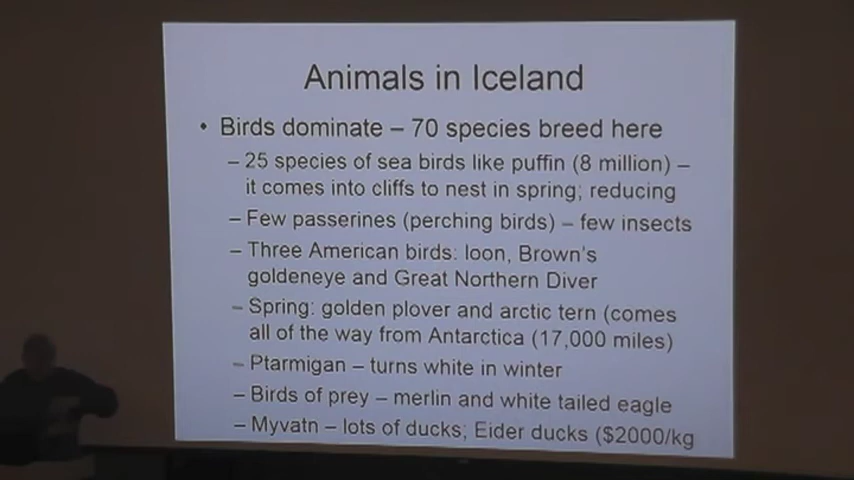 Animals in Iceland
• Birds dominate – 70 species breed here
– 25 species of sea birds like puffin (8 million) –
it comes into cliffs to nest in spring; reducing
– Few passerines (perching birds) – few insects
– Three American birds: loon, Brown's
goldeneye and Great Northern Diver
– Spring: golden plover and arctic tern (comes
all of the way from Antarctica (17,000 miles)
– Ptarmigan – turns white in winter
– Birds of prey – merlin and white tailed eagle
– Myvatn – lots of ducks; Eider ducks ($2000/kg